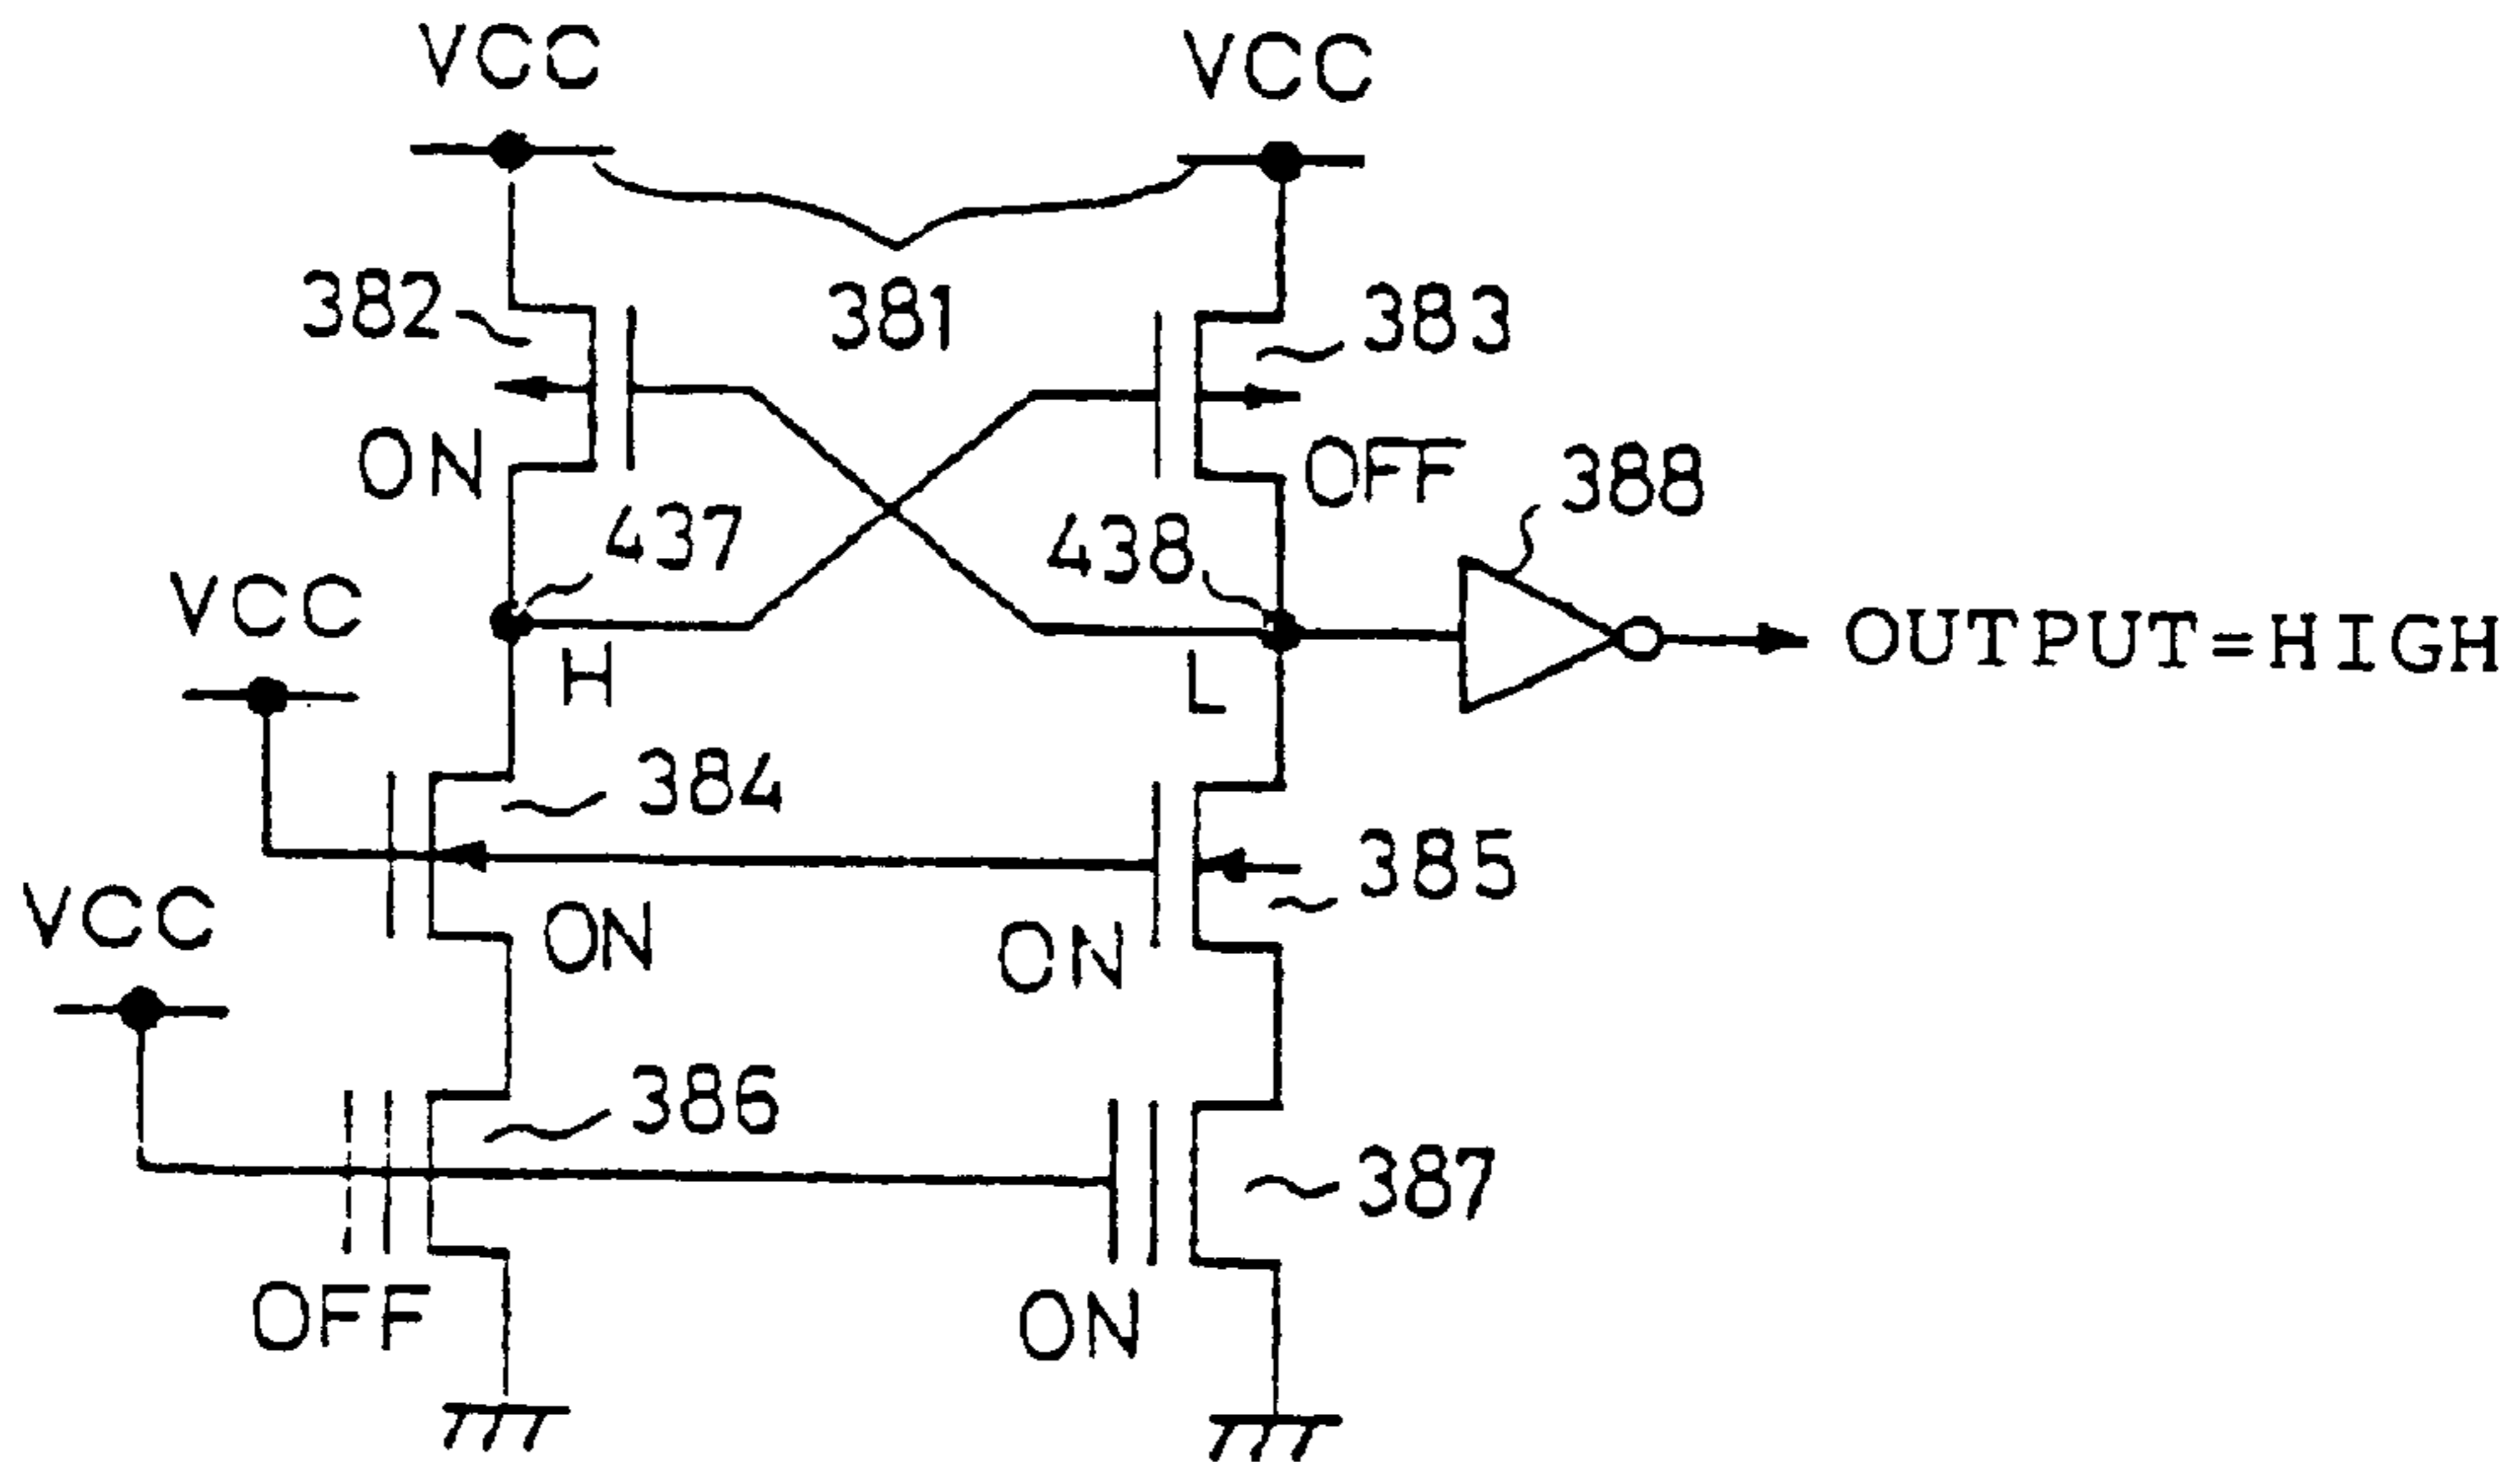 VCC
VCC
382
381
383
ON
OFF
388
437
438
VCC
OUTPUT=HIGH
H
L
384
385
VCC
ON
ON
386
387
OFF
ON